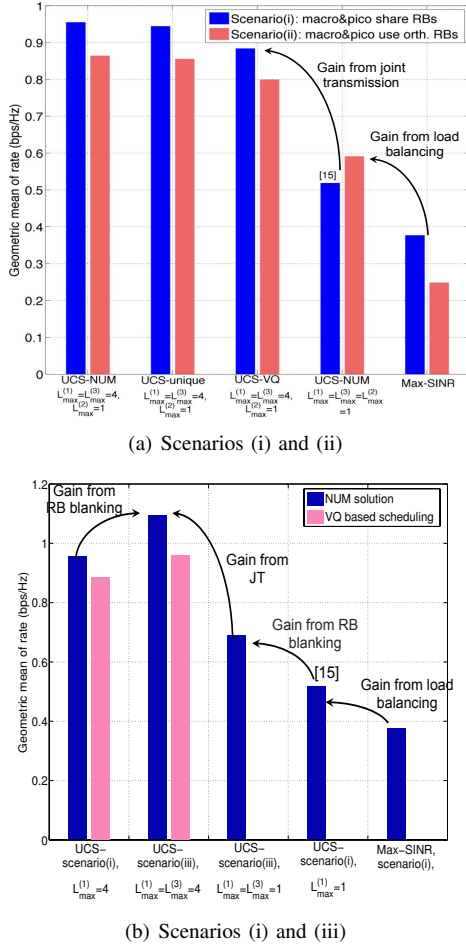 1
0.9
0.8
0.7
0.6
0.5
0.4
0.3
0.2
0.1
0
Geometric mean of rate (bps/Hz)
Scenario(i): macro&pico share RBs
Scenario(ii): macro&pico use orth. RBs
Gain from joint
transmission
Gain from load
balancing
[15]
UCS-NUM
L(1)max=L(3)max=4,
L(2)max=1
UCS-unique
L(1)max=L(3)max=4,
L(2)max=1
UCS-VQ
L(1)max=L(3)max=4,
L(2)max=1
UCS-NUM
L(1)max=L(3)max=L(2)max
=1
Max-SINR
(a) Scenarios (i) and (ii)
1.2
1
0.8
0.6
0.4
0.2
0
Geometric mean of rate (bps/Hz)
Gain from
RB blanking
NUM solution
VQ based scheduling
Gain from
JT
Gain from RB
blanking
[15]
Gain from load
balancing
UCS−
scenario(i),
L(1)max=4
UCS−
scenario(iii),
L(1)max=L(3)max=4
UCS−
scenario(iii),
L(1)max=L(3)max=1
UCS−
scenario(i),
L(1)max=1
Max−SINR,
scenario(i),
(b) Scenarios (i) and (iii)